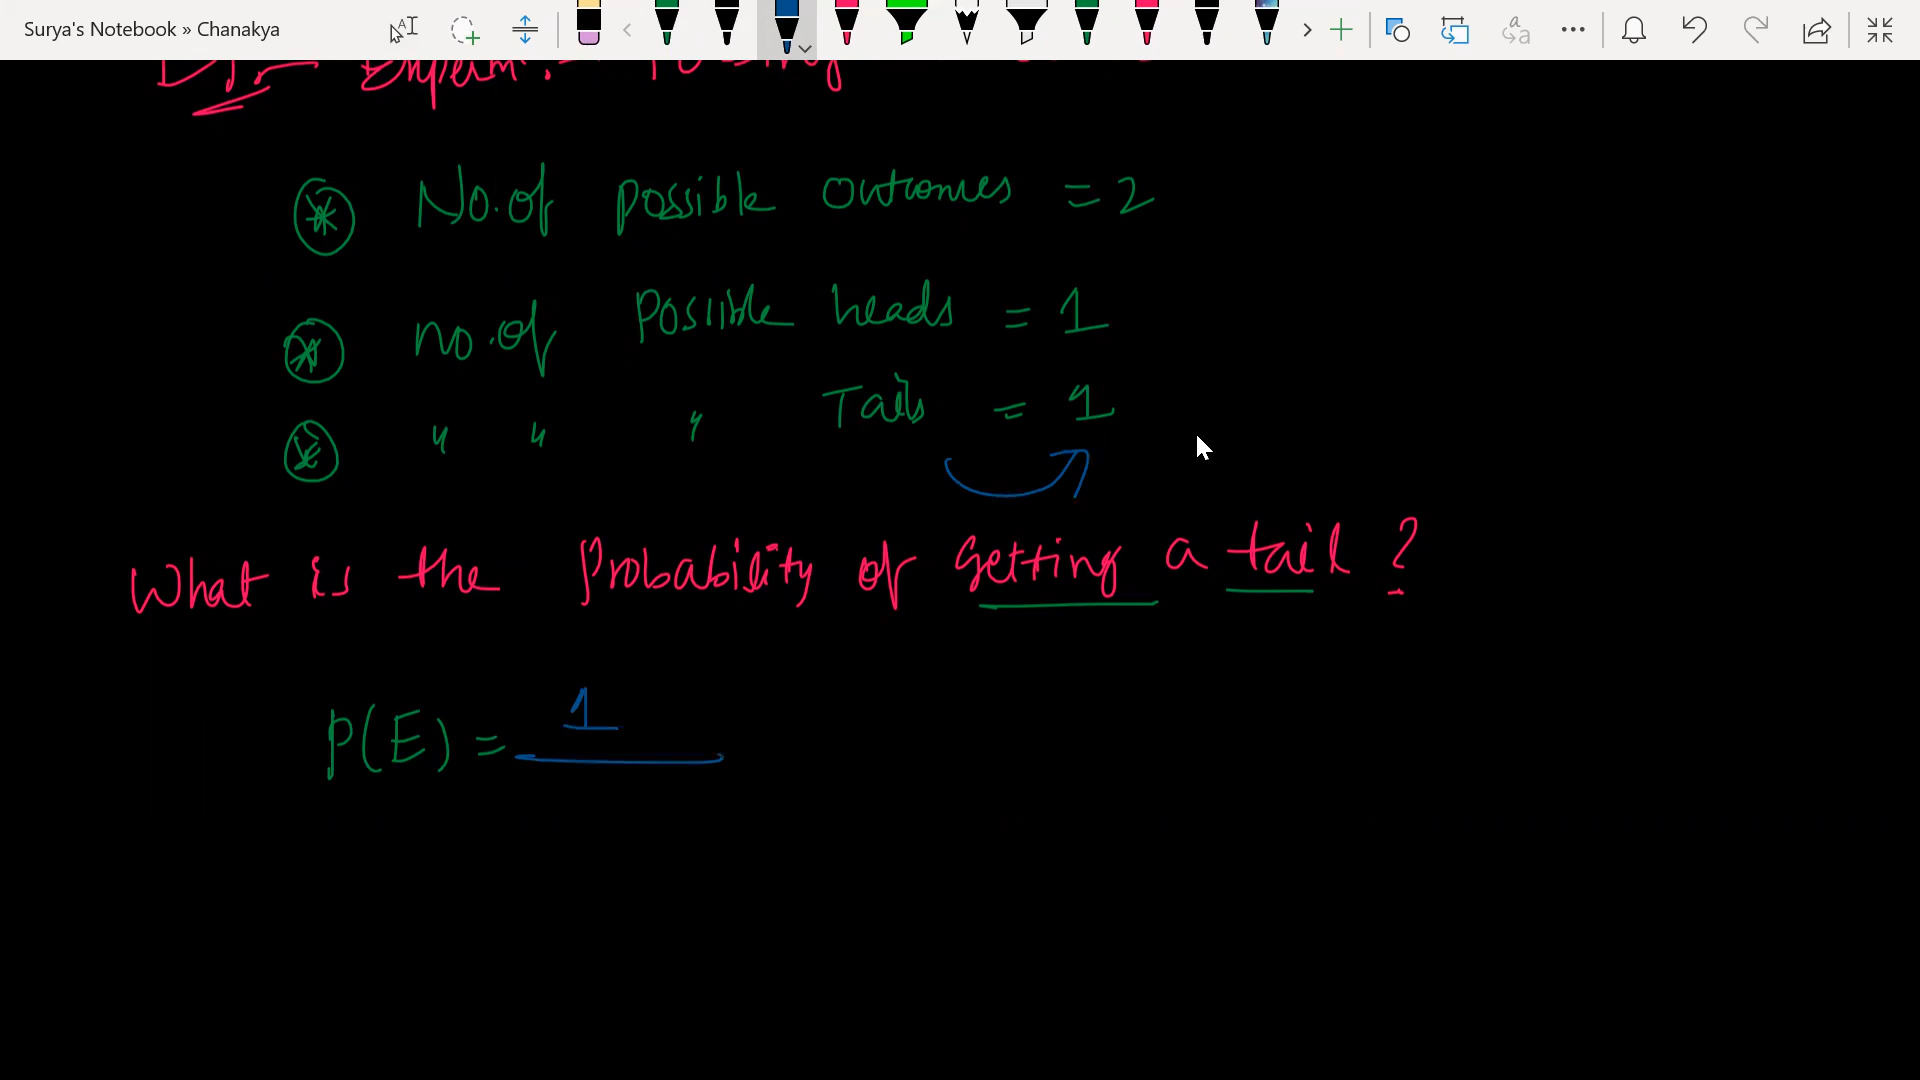 Surya's Notebook » Chanakya
No. of possible outcomes = 2
no. of possible heads = 1
" " " Tails = 1
What is the Probability of Getting a tail ?
P(E) = 1